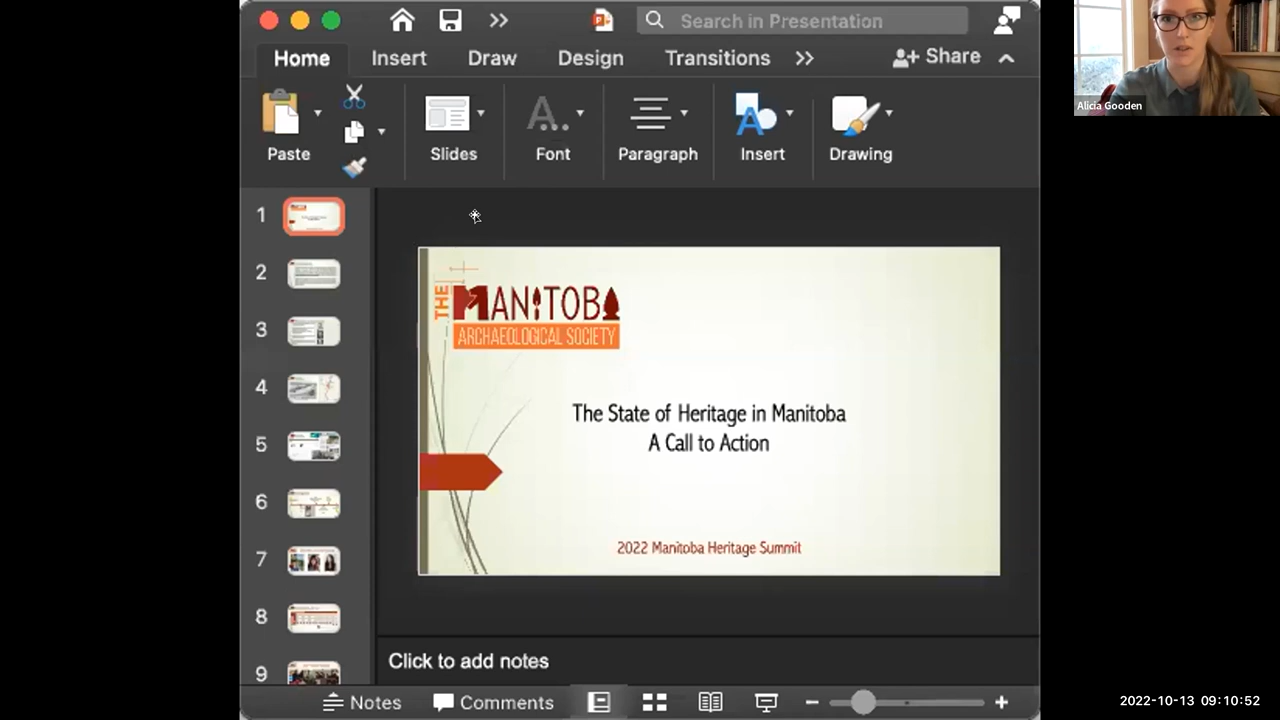 Search in Presentation
Home
Insert
Draw
Design
Transitions
Share
Paste
Slides
Font
Paragraph
Insert
Drawing
1
2
3
4
5
6
7
8
9
THE
MANITOBA
ARCHAEOLOGICAL SOCIETY
The State of Heritage in Manitoba
A Call to Action
2022 Manitoba Heritage Summit
Click to add notes
Notes
Comments
Alicia Gooden
2022-10-13 09:10:52